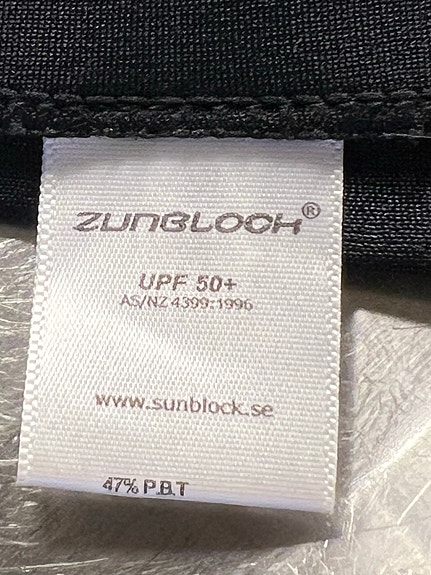 ZUNBLOCK®
UPF 50+
AS/NZ 4399:1996
www.sunblock.se
47% P.B.T